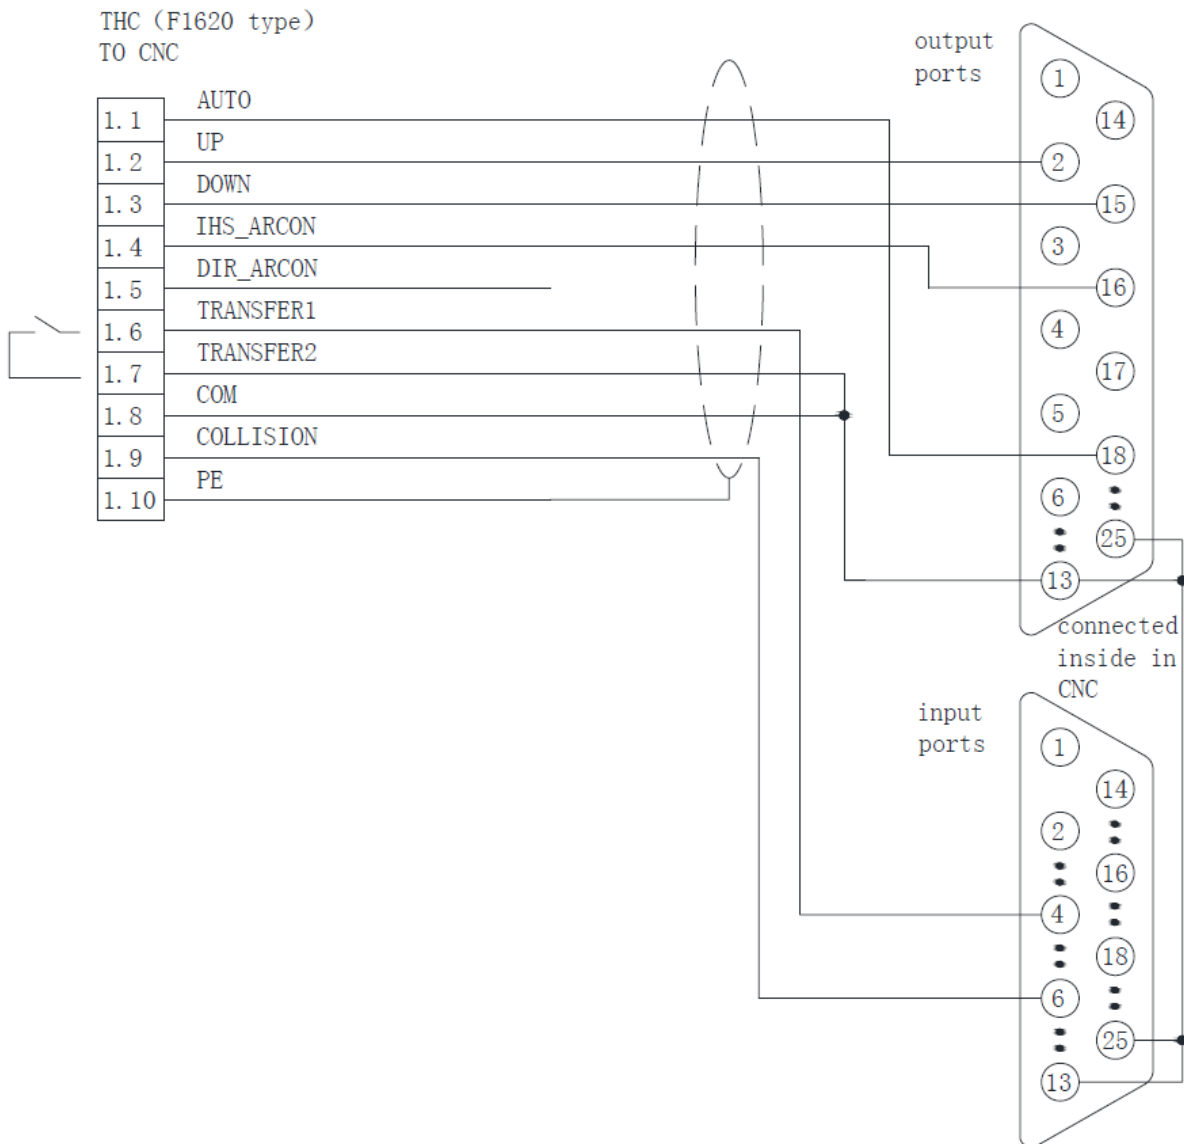 THC (F1620 type)
TO CNC
1.1 AUTO
1.2 UP
1.3 DOWN
1.4 IHS_ARCON
1.5 DIR_ARCON
1.6 TRANSFER1
1.7 TRANSFER2
1.8 COM
1.9 COLLISION
1.10 PE
output
ports
1
14
2
15
3
16
4
17
5
18
6
25
13
connected
inside in
CNC
input
ports
1
14
2
16
4
18
6
25
13